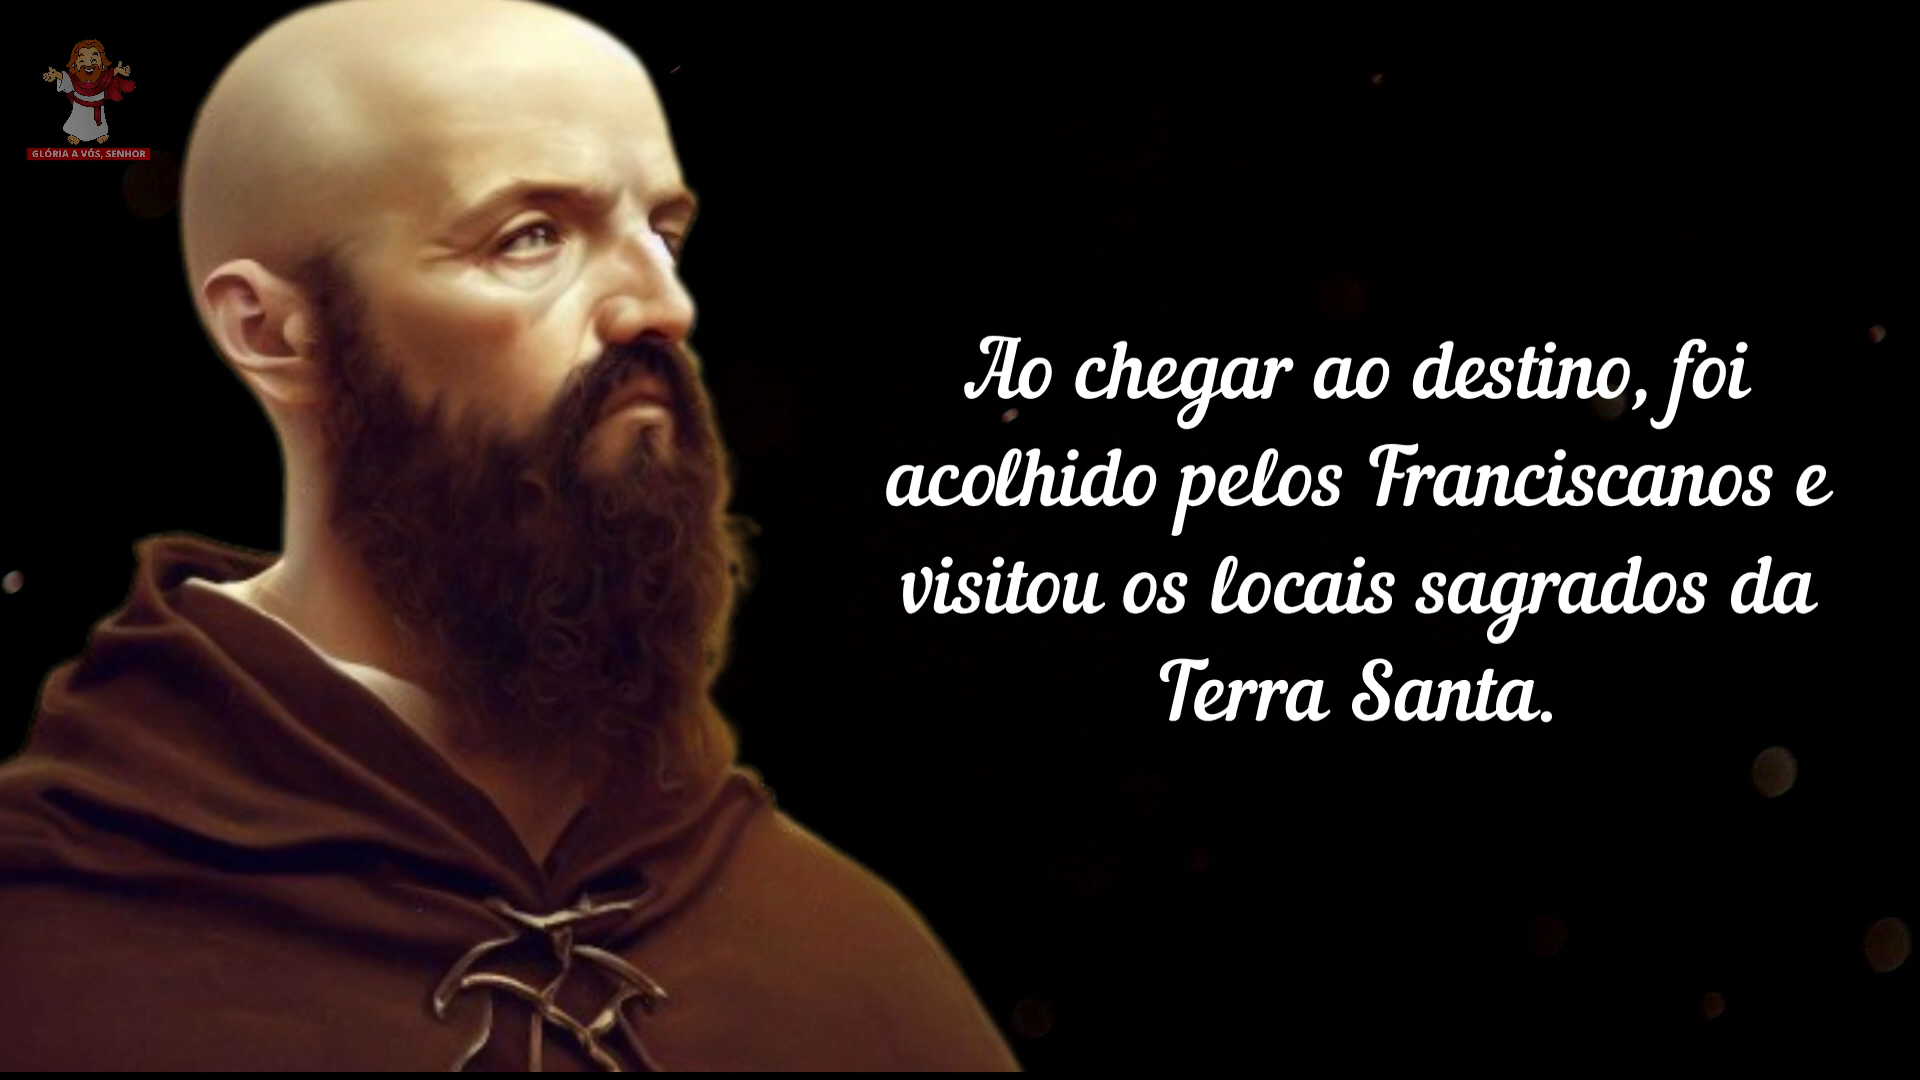 GLÓRIA A VÓS, SENHOR
Ao chegar ao destino, foi
acolhido pelos Franciscanos e
visitou os locais sagrados da
Terra Santa.